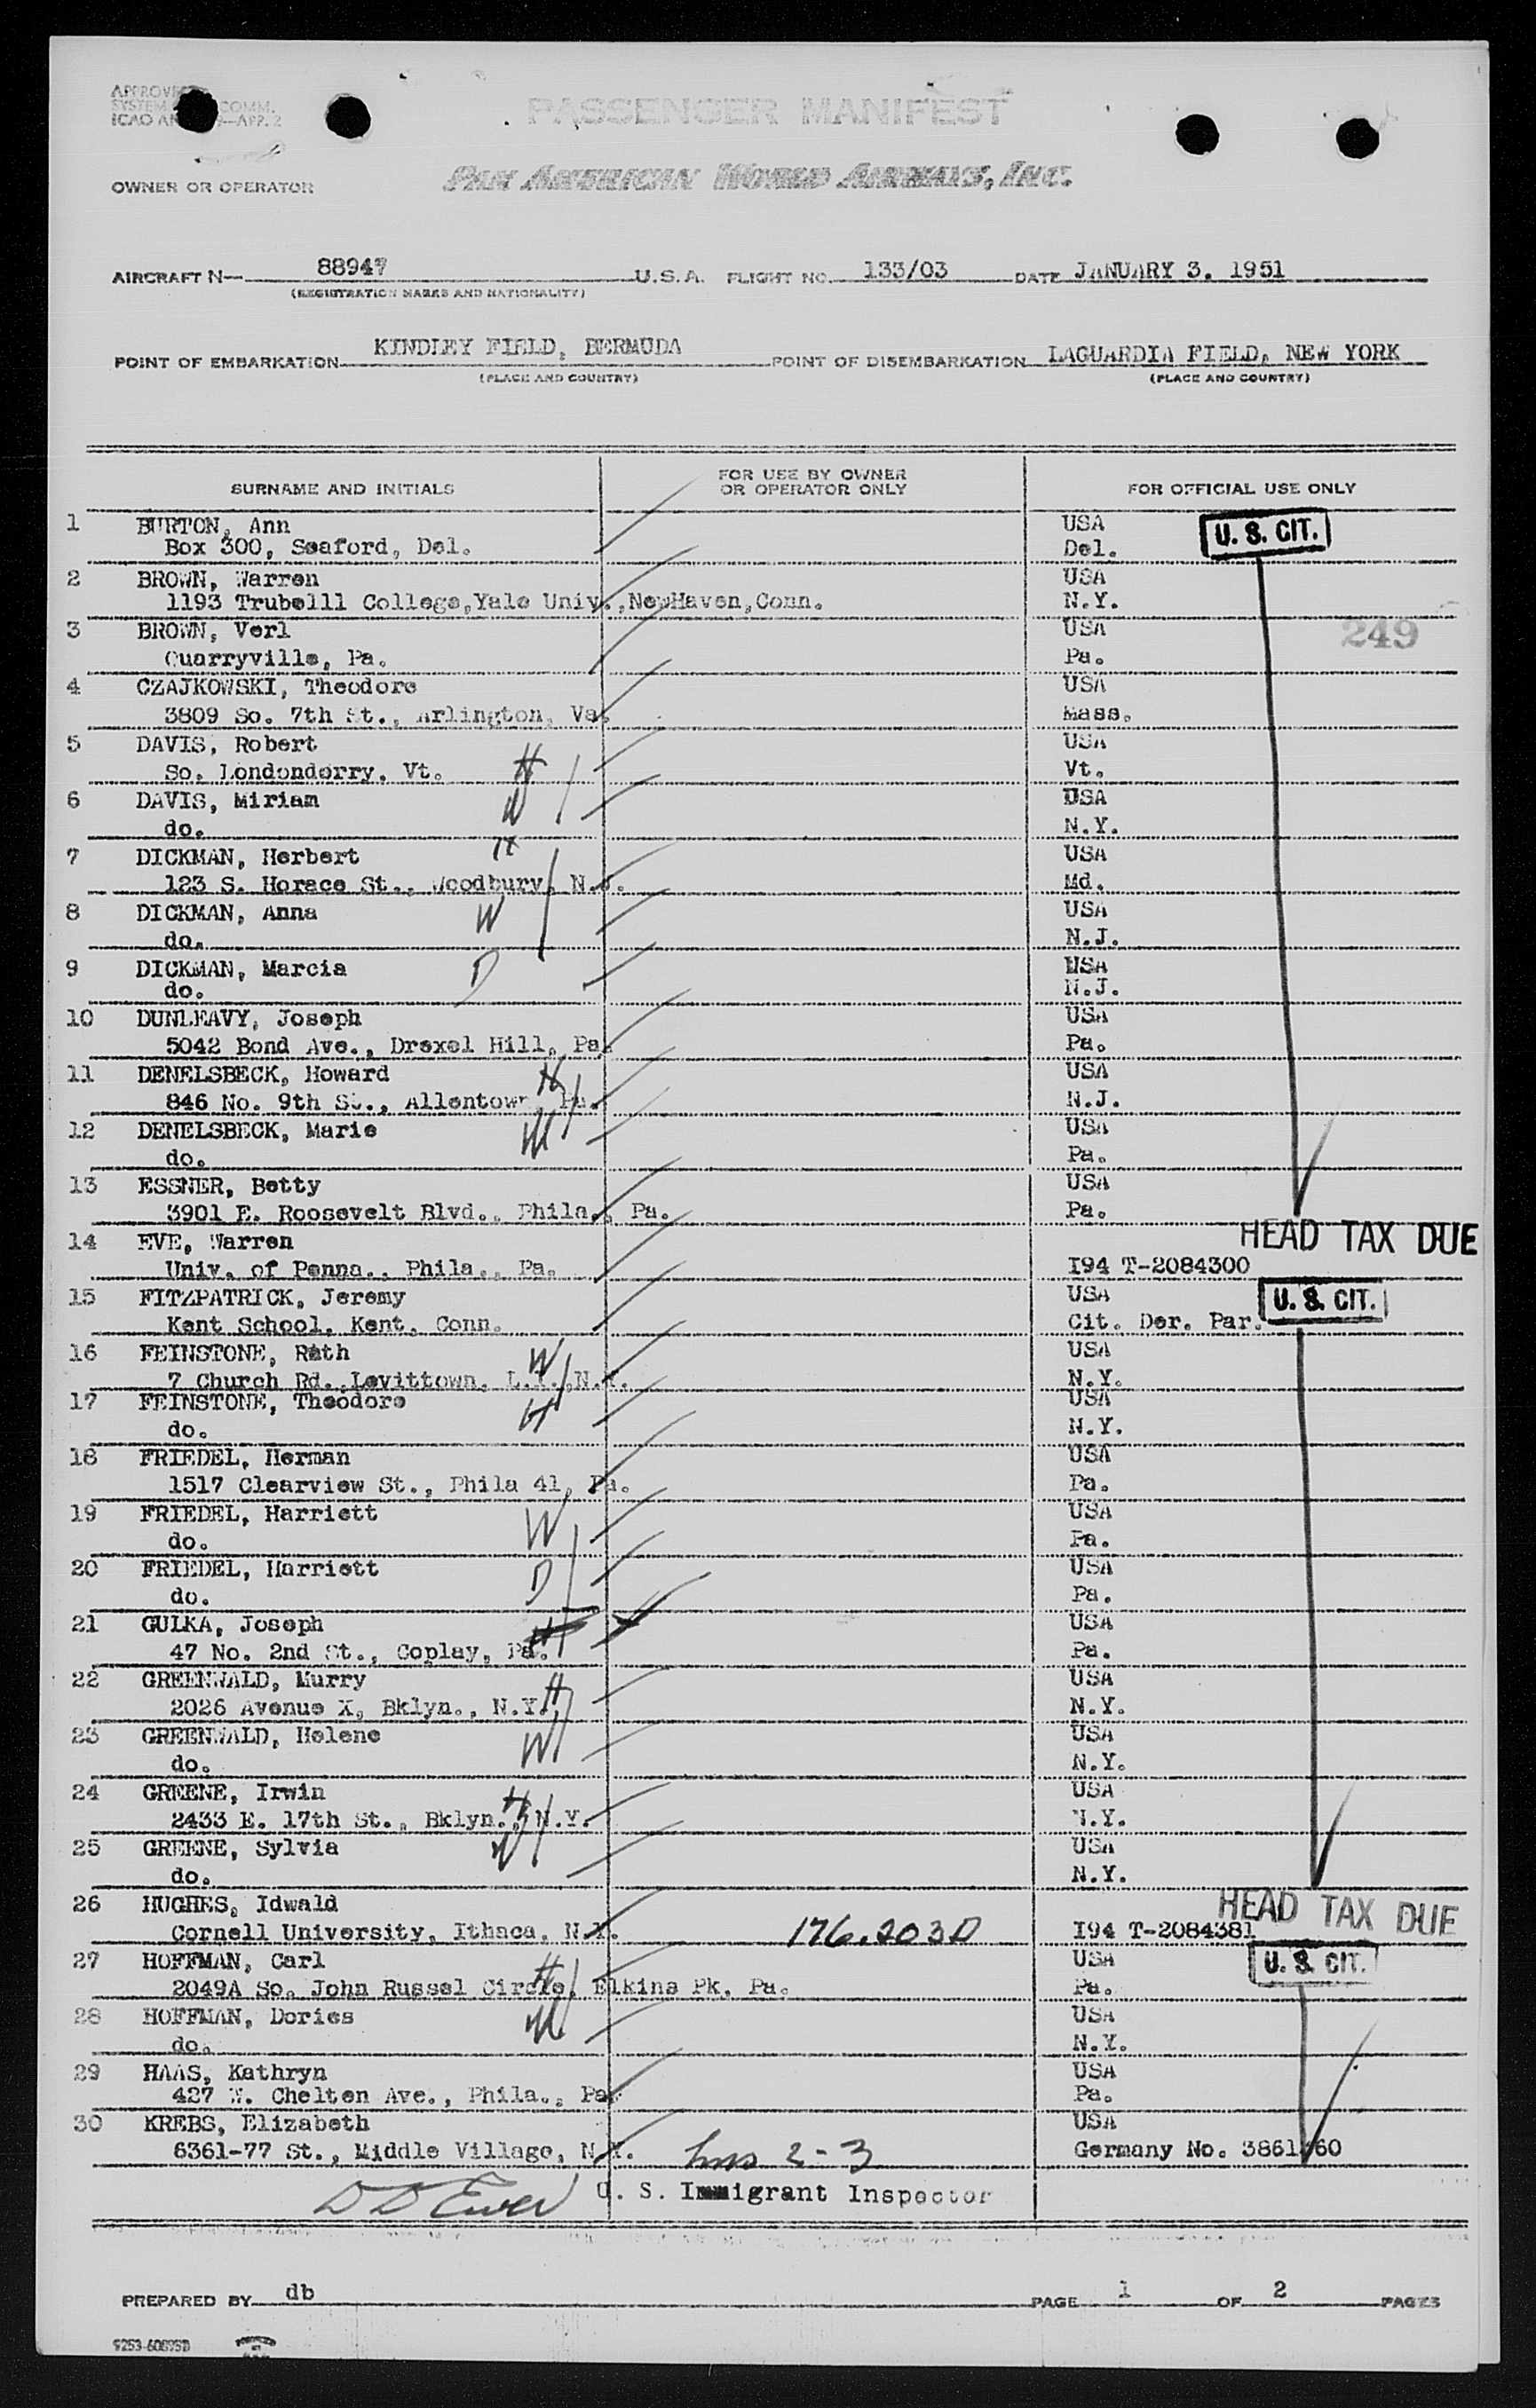 PASSENGER MANIFEST
OWNER OR OPERATOR
PAN AMERICAN WORLD AIRWAYS, INC.
AIRCRAFT N— 88947 U.S.A. FLIGHT NO. 133/03 DATE JANUARY 3, 1951
(REGISTRATION MARKS AND NATIONALITY)
POINT OF EMBARKATION KINDLEY FIELD, BERMUDA POINT OF DISEMBARKATION LAGUARDIA FIELD, NEW YORK
(PLACE AND COUNTRY) (PLACE AND COUNTRY)
SURNAME AND INITIALS FOR USE BY OWNER OR OPERATOR ONLY FOR OFFICIAL USE ONLY
1 BURTON, Ann USA U. S. CIT.
Box 300, Seaford, Del. Del.
2 BROWN, Warren USA
1193 Trubelll College,Yale Univ.,NewHaven,Conn. N.Y.
3 BROWN, Verl USA 249
Quarryville, Pa. Pa.
4 CZAJKOWSKI, Theodore USA
3809 So. 7th St., Arlington, Va. Mass.
5 DAVIS, Robert USA
So. Londonderry, Vt. H Vt.
6 DAVIS, Miriam W USA
do. N.Y.
7 DICKMAN, Herbert H USA
123 S. Horace St., Woodbury, N.J. Md.
8 DICKMAN, Anna W USA
do. N.J.
9 DICKMAN, Marcia D USA
do. N.J.
10 DUNLEAVY, Joseph USA
5042 Bond Ave., Drexel Hill, Pa. Pa.
11 DENELSBECK, Howard H USA
846 No. 9th St., Allentown Pa. N.J.
12 DENELSBECK, Marie W USA
do. Pa.
13 ESSNER, Betty USA
3901 E. Roosevelt Blvd., Phila., Pa. Pa.
14 EVE, Warren HEAD TAX DUE
Univ. of Penna., Phila., Pa. I94 T-2084300
15 FITZPATRICK, Jeremy USA U. S. CIT.
Kent School, Kent, Conn. Cit. Der. Par.
16 FEINSTONE, Ruth W USA
7 Church Rd.,Levittown, L.I.,N.Y. N.Y.
17 FEINSTONE, Theodore H USA
do. N.Y.
18 FRIEDEL, Herman USA
1517 Clearview St., Phila 41, Pa. Pa.
19 FRIEDEL, Harriett W USA
do. Pa.
20 FRIEDEL, Harriett D USA
do. Pa.
21 GULKA, Joseph USA
47 No. 2nd St., Coplay, Pa. Pa.
22 GREENWALD, Murry H USA
2026 Avenue X, Bklyn., N.Y. N.Y.
23 GREENWALD, Helene W USA
do. N.Y.
24 GREENE, Irwin H USA
2433 E. 17th St., Bklyn., N.Y. N.Y.
25 GREENE, Sylvia W USA
do. N.Y.
26 HUGHES, Idwald HEAD TAX DUE
Cornell University, Ithaca, N.Y. 176.203D I94 T-2084381
27 HOFFMAN, Carl H USA U. S. CIT.
2049A So. John Russel Circle, Elkins Pk, Pa. Pa.
28 HOFFMAN, Dories W USA
do. N.Y.
29 HAAS, Kathryn USA
427 W. Chelten Ave., Phila., Pa. Pa.
30 KREBS, Elizabeth USA
6361-77 St., Middle Village, N.Y. 2-3 Germany No. 3861460
U. S. Immigrant Inspector
PREPARED BY db PAGE 1 OF 2 PAGES